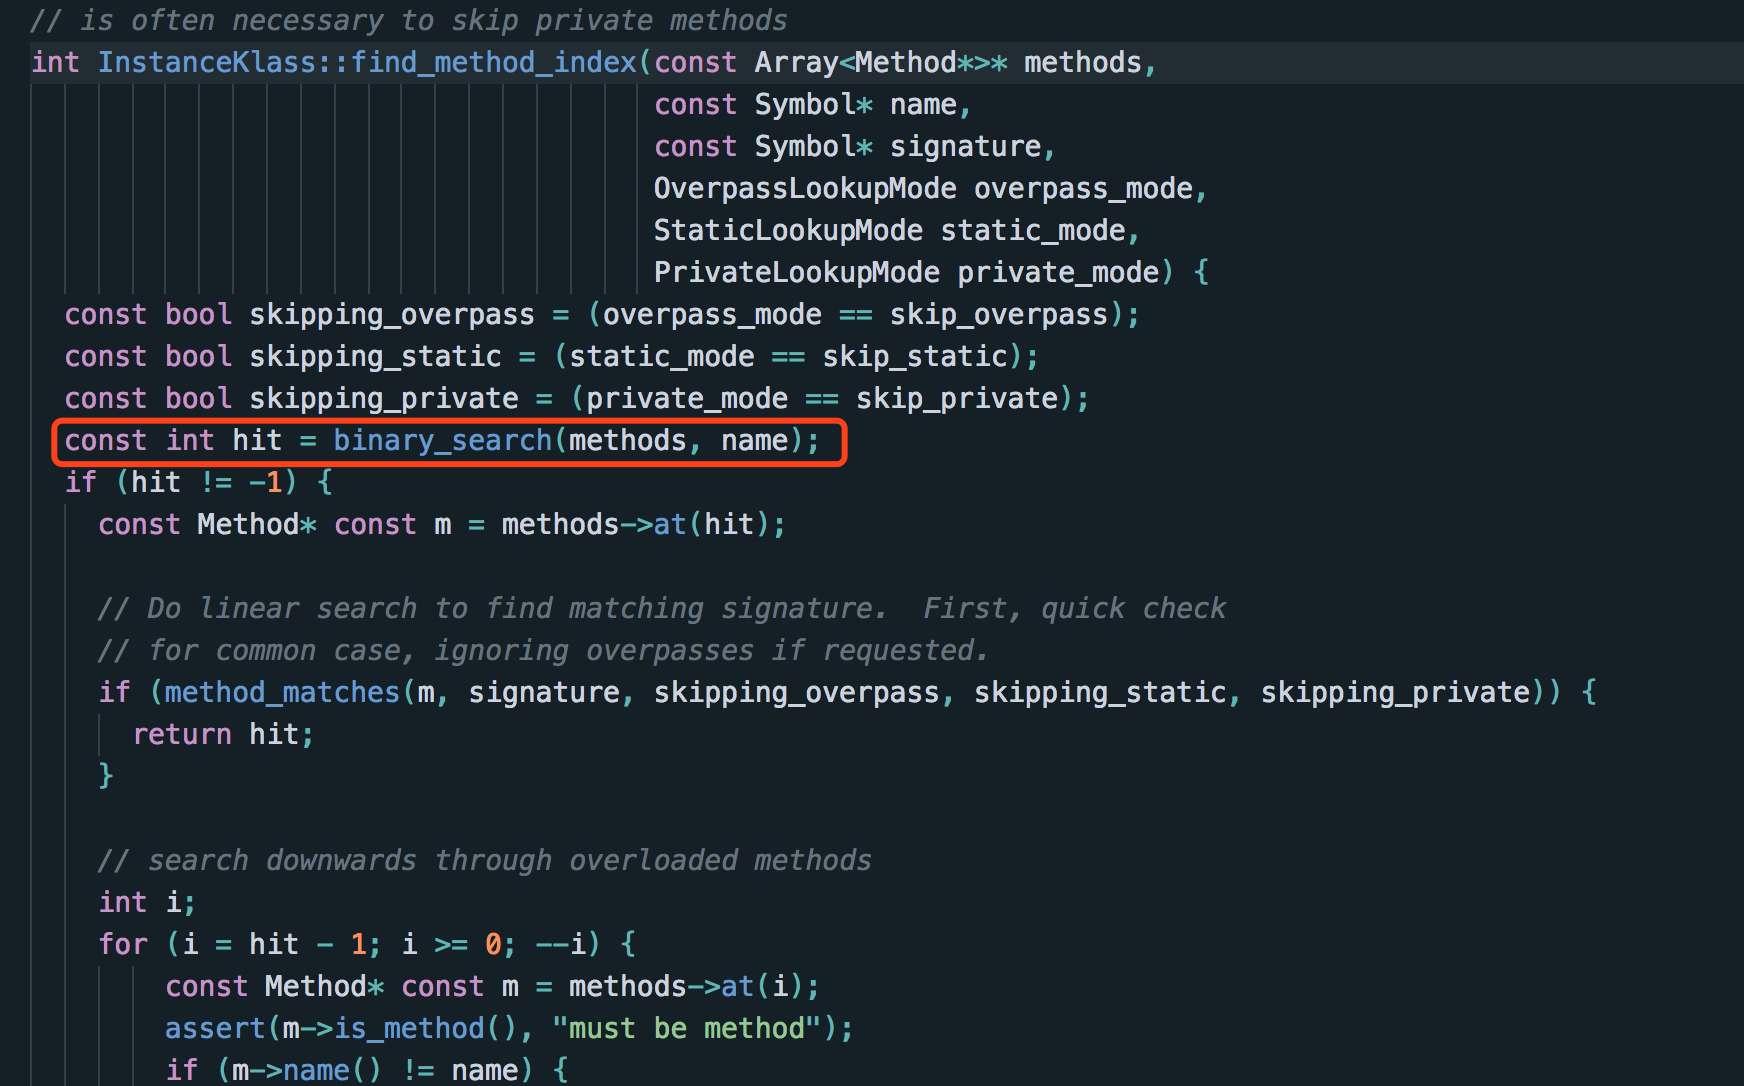 // is often necessary to skip private methods
int InstanceKlass::find_method_index(const Array<Method*>* methods,
const Symbol* name,
const Symbol* signature,
OverpassLookupMode overpass_mode,
StaticLookupMode static_mode,
PrivateLookupMode private_mode) {
const bool skipping_overpass = (overpass_mode == skip_overpass);
const bool skipping_static = (static_mode == skip_static);
const bool skipping_private = (private_mode == skip_private);
const int hit = binary_search(methods, name);
if (hit != -1) {
const Method* const m = methods->at(hit);
// Do linear search to find matching signature.  First, quick check
// for common case, ignoring overpasses if requested.
if (method_matches(m, signature, skipping_overpass, skipping_static, skipping_private)) {
return hit;
}
// search downwards through overloaded methods
int i;
for (i = hit - 1; i >= 0; --i) {
const Method* const m = methods->at(i);
assert(m->is_method(), "must be method");
if (m->name() != name) {